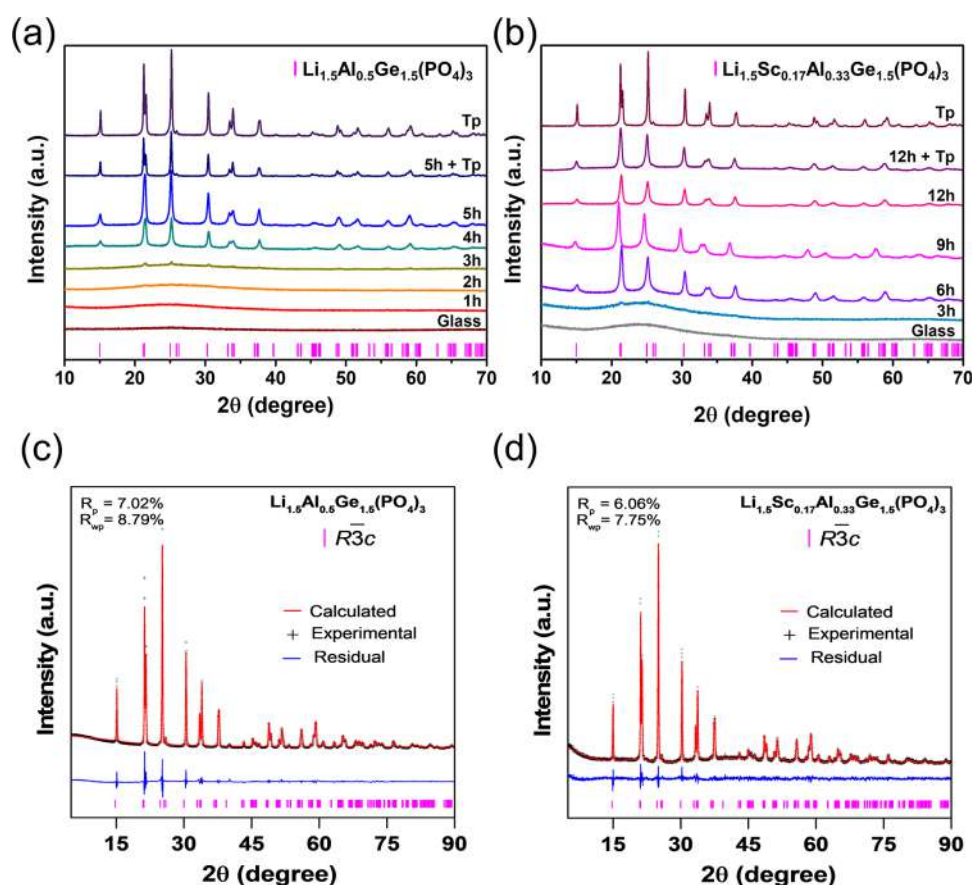 (a)
Li1.5Al0.5Ge1.5(PO4)3
Tp
5h + Tp
5h
4h
3h
2h
1h
Glass
Intensity (a.u.)
10 20 30 40 50 60 70
2θ (degree)
(b)
Li1.5Sc0.17Al0.33Ge1.5(PO4)3
Tp
12h + Tp
12h
9h
6h
3h
Glass
Intensity (a.u.)
10 20 30 40 50 60 70
2θ (degree)
(c)
Rp = 7.02%
Rwp = 8.79%
Li1.5Al0.5Ge1.5(PO4)3
R3̅c
Calculated
Experimental
Residual
Intensity (a.u.)
15 30 45 60 75 90
2θ (degree)
(d)
Rp = 6.06%
Rwp = 7.75%
Li1.5Sc0.17Al0.33Ge1.5(PO4)3
R3̅c
Calculated
Experimental
Residual
Intensity (a.u.)
15 30 45 60 75 90
2θ (degree)